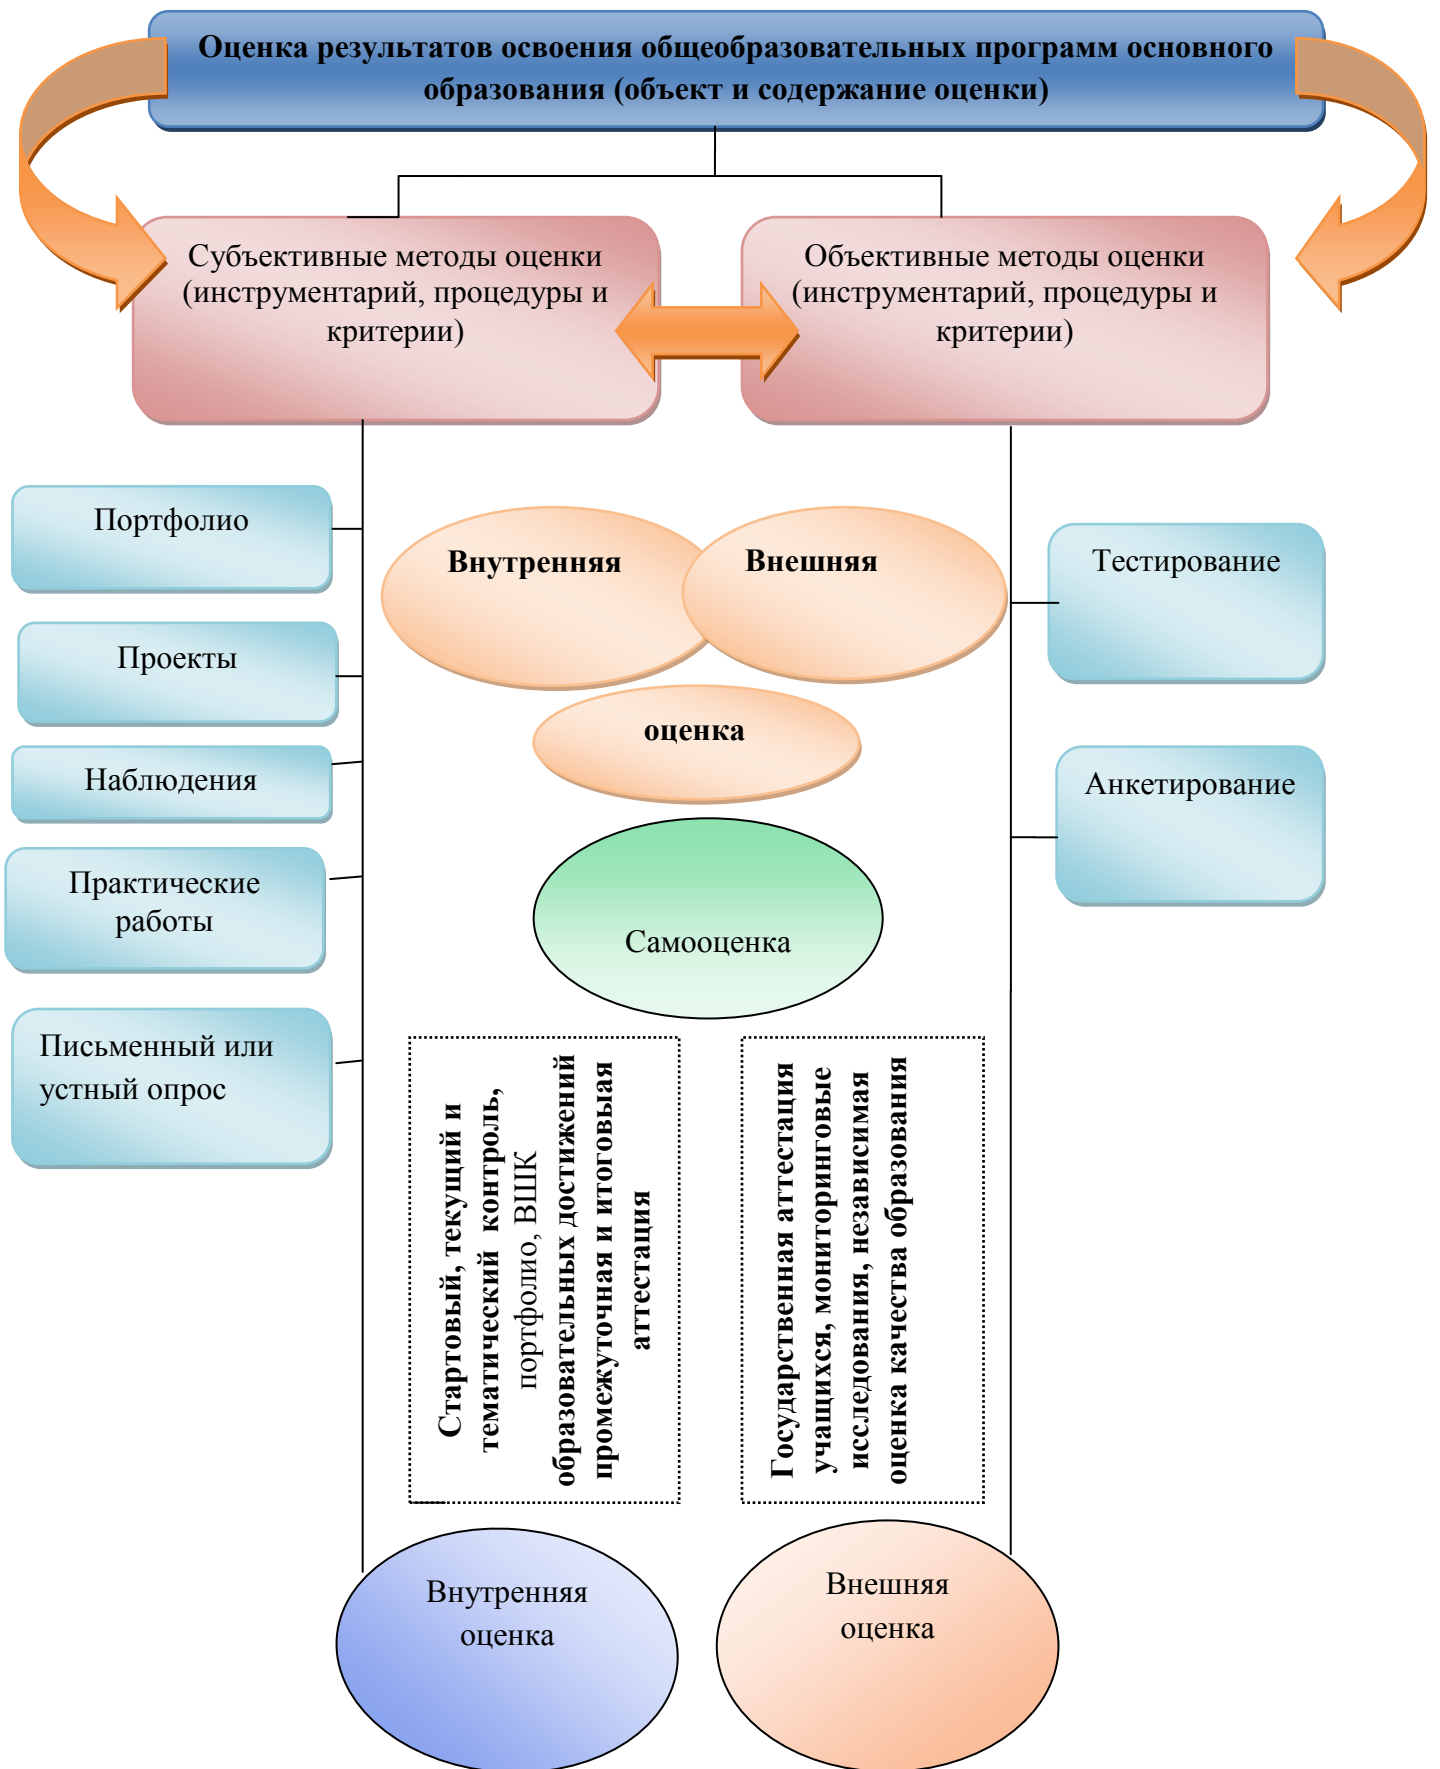 Оценка результатов освоения общеобразовательных программ основного
образования (объект и содержание оценки)
Субъективные методы оценки
(инструментарий, процедуры и
критерии)
Объективные методы оценки
(инструментарий, процедуры и
критерии)
Портфолио
Проекты
Наблюдения
Практические
работы
Письменный или
устный опрос
Внутренняя
Внешняя
оценка
Самооценка
Тестирование
Анкетирование
Стартовый, текущий и
тематический контроль,
портфолио, ВШК
образовательных достижений
промежуточная и итоговыая
аттестация
Государственная аттестация
учащихся, мониторинговые
исследования, независимая
оценка качества образования
Внутренняя
оценка
Внешняя
оценка